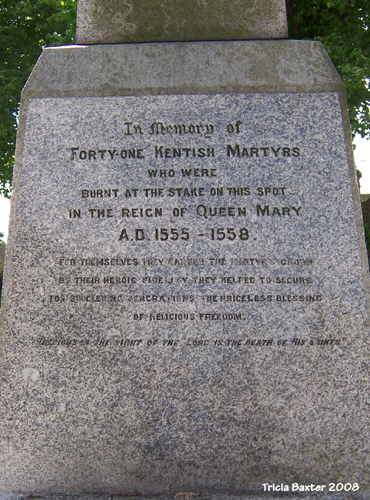 In Memory of
FORTY-ONE KENTISH MARTYRS
WHO WERE
BURNT AT THE STAKE ON THIS SPOT
IN THE REIGN OF QUEEN MARY
A.D. 1555 - 1558.
FOR THEMSELVES THEY EARNED THE MARTYR'S CROWN
BY THEIR HEROIC FIDELITY THEY HELPED TO SECURE
FOR SUCCEEDING GENERATIONS THE PRICELESS BLESSING
OF RELIGIOUS FREEDOM.
"PRECIOUS IN THE SIGHT OF THE LORD IS THE DEATH OF HIS SAINTS"
Tricia Baxter 2008